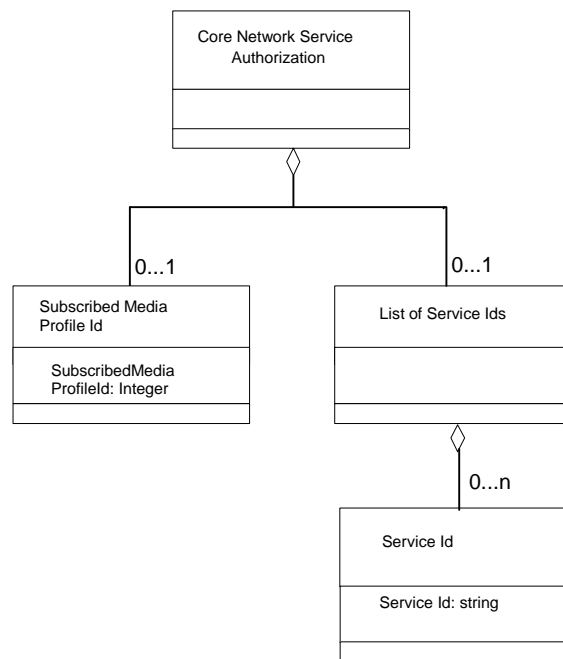 Core Network Service
Authorization
0...1
0...1
Subscribed Media
Profile Id
SubscribedMedia
ProfileId: Integer
List of Service Ids
0...n
Service Id
Service Id: string